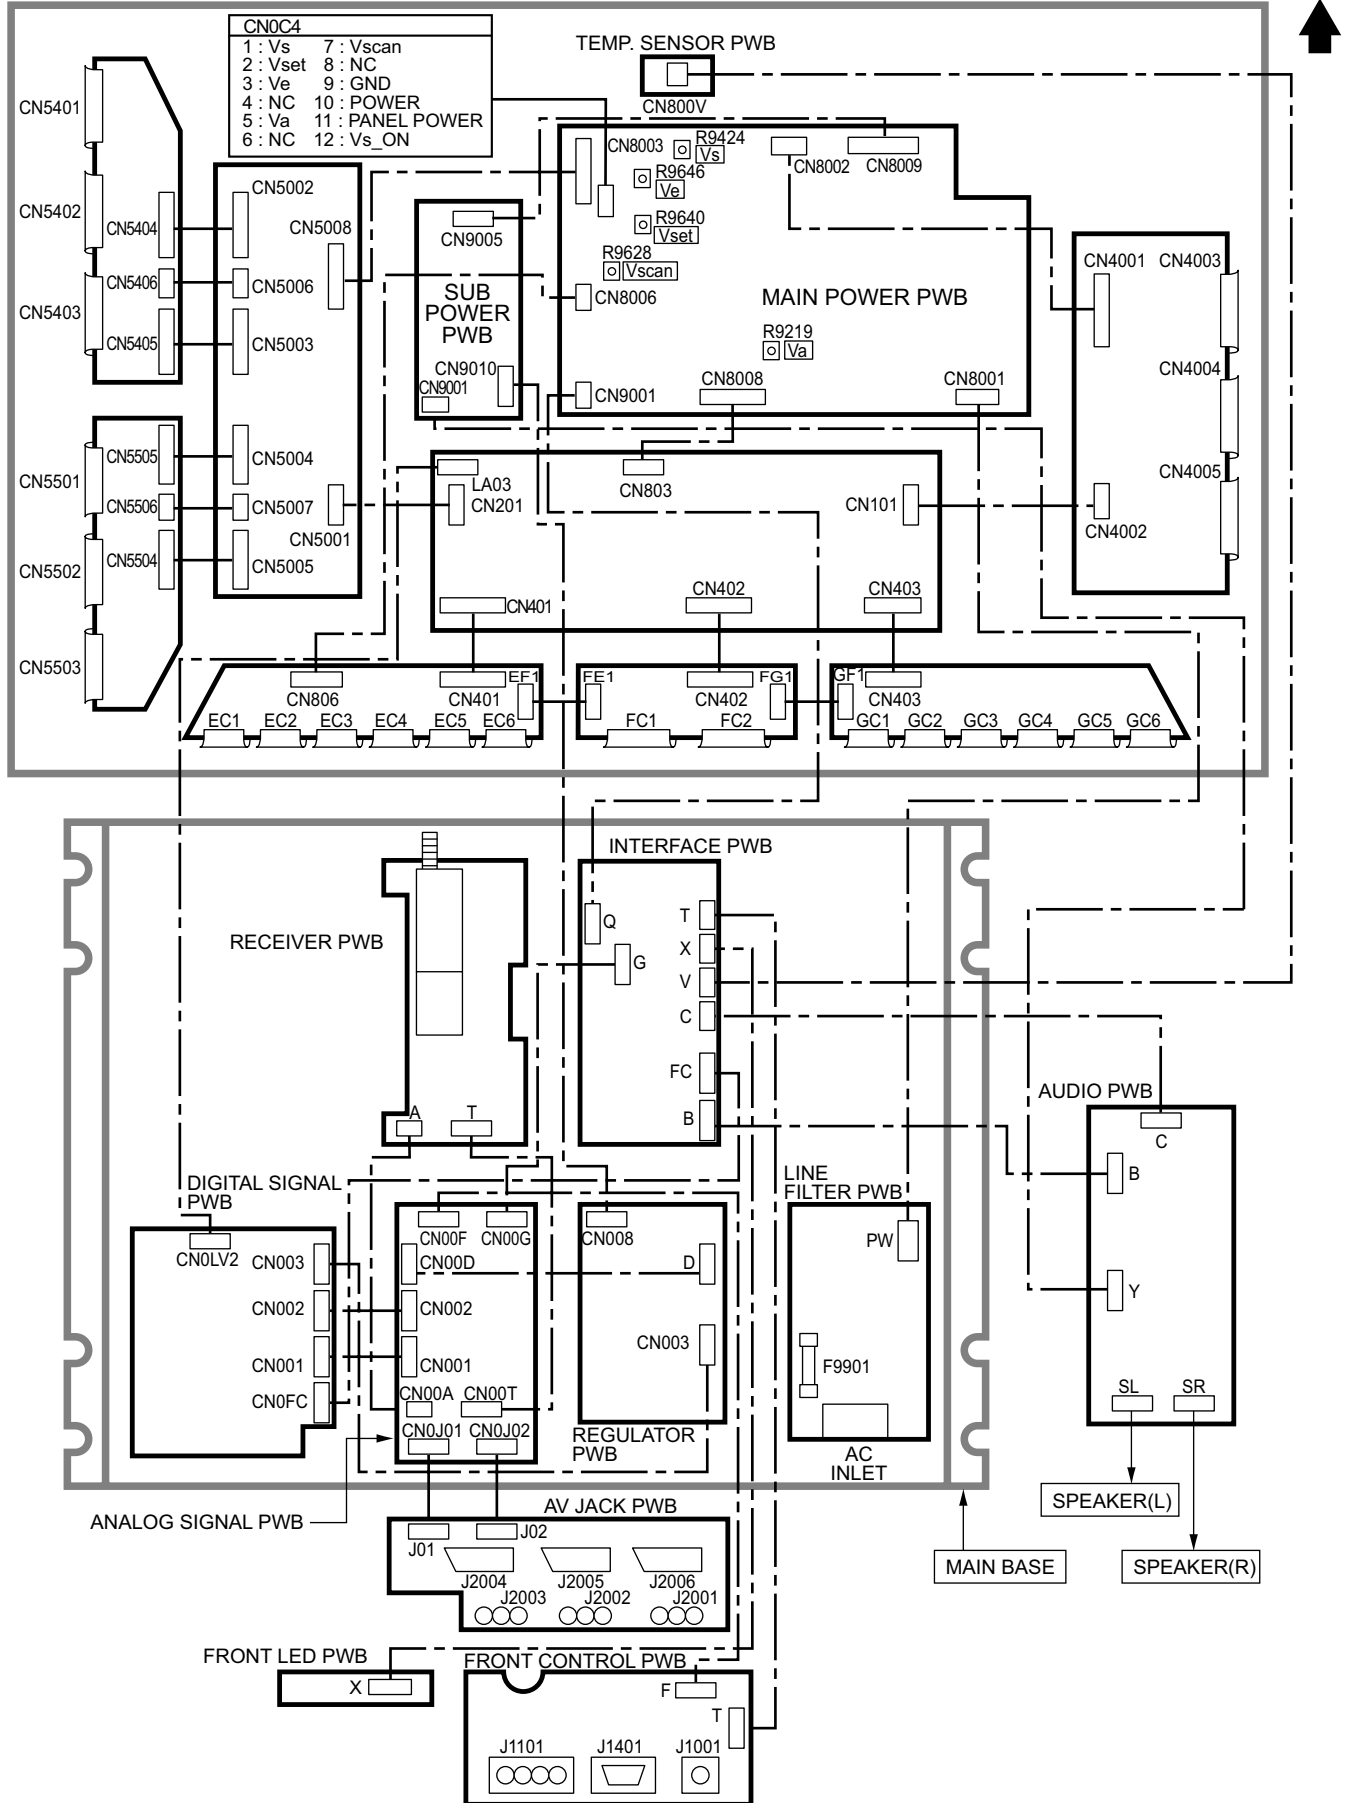 CN0C4
1 : Vs 7 : Vscan
2 : Vset 8 : NC
3 : Ve 9 : GND
4 : NC 10 : POWER
5 : Va 11 : PANEL POWER
6 : NC 12 : Vs_ON
TEMP. SENSOR PWB
CN800V
CN5401
CN5402
CN5403
CN5404
CN5406
CN5405
CN5002
CN5008
CN5006
CN5003
CN5004
CN5007
CN5001
CN5005
CN5501
CN5502
CN5503
CN5505
CN5506
CN5504
CN9005
SUB
POWER
PWB
CN9010
CN9001
CN8003
R9424
Vs
R9646
Ve
R9640
Vset
R9628
Vscan
CN8006
CN8002
CN8009
MAIN POWER PWB
R9219
Va
CN9001
CN8008
CN8001
CN4001
CN4003
CN4004
CN4005
CN4002
LA03
CN201
CN803
CN101
CN401
CN402
CN403
CN806
CN401
EF1
EC1
EC2
EC3
EC4
EC5
EC6
FE1
CN402
FG1
FC1
FC2
GF1
CN403
GC1
GC2
GC3
GC4
GC5
GC6
RECEIVER PWB
A
T
INTERFACE PWB
Q
G
T
X
V
C
FC
B
DIGITAL SIGNAL
PWB
CN0LV2
CN003
CN002
CN001
CN0FC
CN00F
CN00G
CN00D
CN002
CN001
CN00A
CN00T
CN0J01
CN0J02
ANALOG SIGNAL PWB
CN008
D
CN003
REGULATOR
PWB
LINE
FILTER PWB
PW
F9901
AC
INLET
AUDIO PWB
C
B
Y
SL
SR
SPEAKER(L)
SPEAKER(R)
MAIN BASE
AV JACK PWB
J01
J02
J2004
J2005
J2006
J2003
J2002
J2001
FRONT LED PWB
X
FRONT CONTROL PWB
F
T
J1101
J1401
J1001